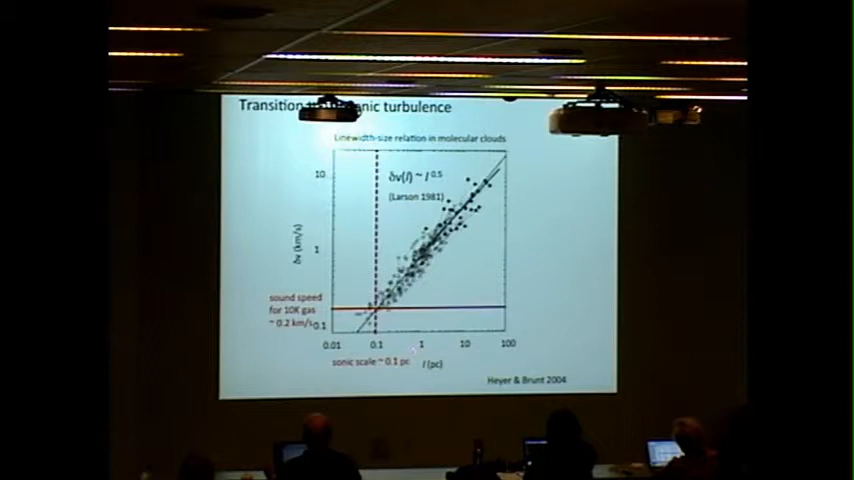 Transition to subsonic turbulence
Linewidth-size relation in molecular clouds
δv(l) ~ l^0.5
(Larson 1981)
10
1
0.1
δv (km/s)
sound speed
for 10K gas
~ 0.2 km/s
0.01 0.1 1 10 100
sonic scale ~ 0.1 pc
l (pc)
Heyer & Brunt 2004